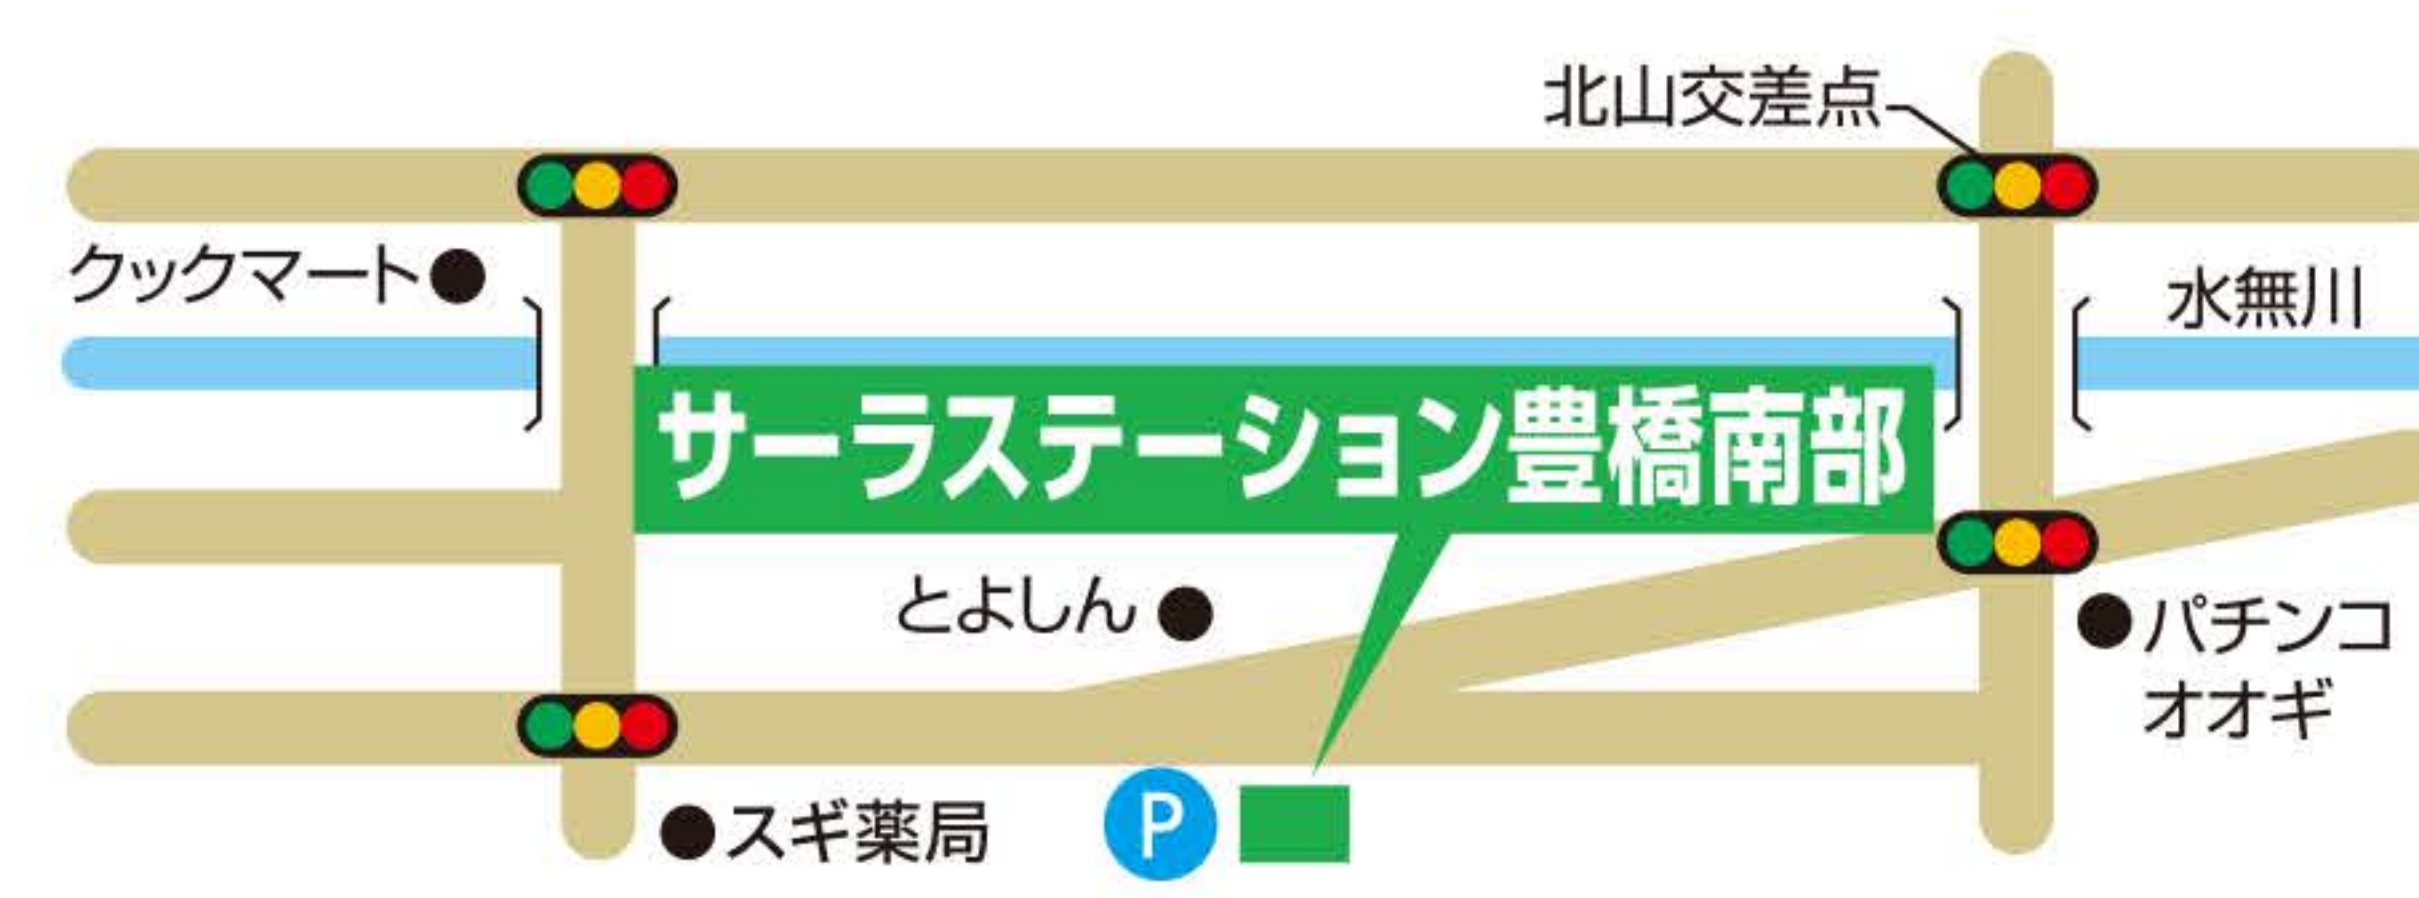 北山交差点
クックマート
水無川
サーラステーション豊橋南部
とよしん
パチンコ
オオギ
スギ薬局
P